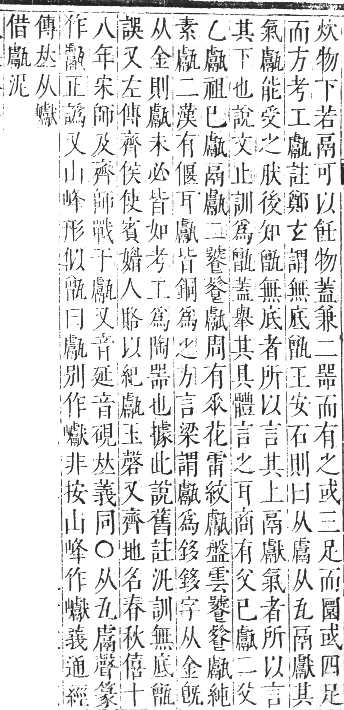 炊物下若鬲可以飪物蓋兼二器而有之或三足而圜或四足
而方考工甗註鄭玄謂無底甑王安石則曰从鬳从瓦鬲獻其
氣甗能受之肰後知甑無底者所以言其上鬲獻氣者所以言
其下也說文止訓為甑蓋舉其具體言之耳商有父巳甗二父
乙甗祖巳甗鬲甗二饕餮甗周有垂花雷紋甗盤雲饕餮甗純
素甗二漢有偃耳甗皆銅為之方言梁謂甗為鉹鉹字从金旣
从金則甗未必皆如考工為陶器也據此說舊註汎訓無底甑
誤又左傳齊侯使賓媚人賂以紀甗玉磬又齊地名春秋僖十
八年宋師及齊師戰于甗又音延音硯𠀤義同○从瓦鬳聲篆
作甗正譌又山峰形似甑曰甗別作巘非按山峰作巘義通經
傳𠀤从巘
借甗汎